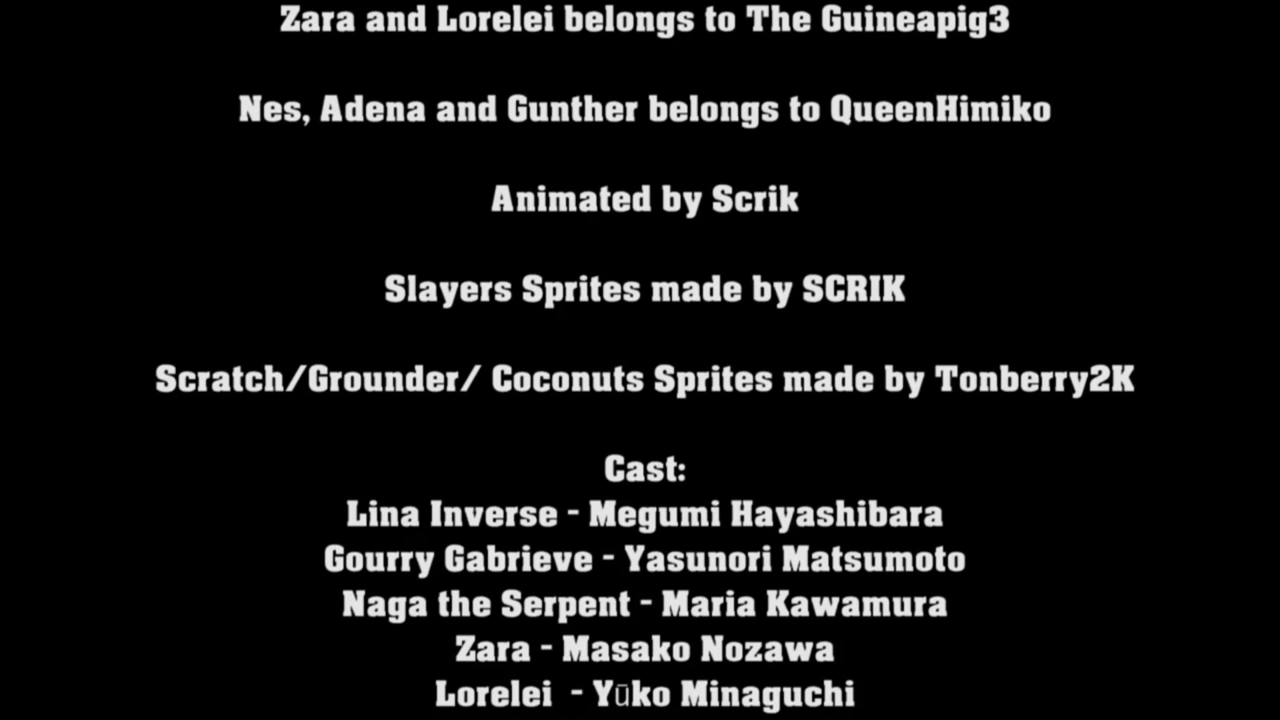 Zara and Lorelei belongs to The Guineapig3
Nes, Adena and Gunther belongs to QueenHimiko
Animated by Scrik
Slayers Sprites made by SCRIK
Scratch/Grounder/ Coconuts Sprites made by Tonberry2K
Cast:
Lina Inverse - Megumi Hayashibara
Gourry Gabrieve - Yasunori Matsumoto
Naga the Serpent - Maria Kawamura
Zara - Masako Nozawa
Lorelei - Yūko Minaguchi